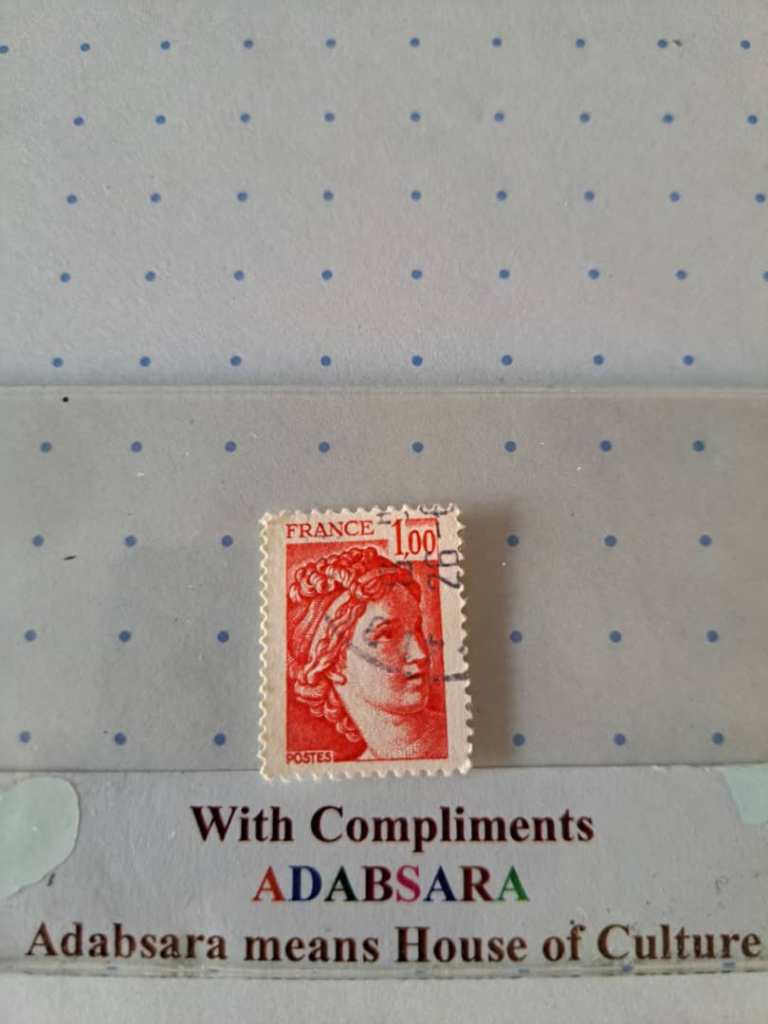 FRANCE 1,00
POSTES
With Compliments
ADABSARA
Adabsara means House of Culture